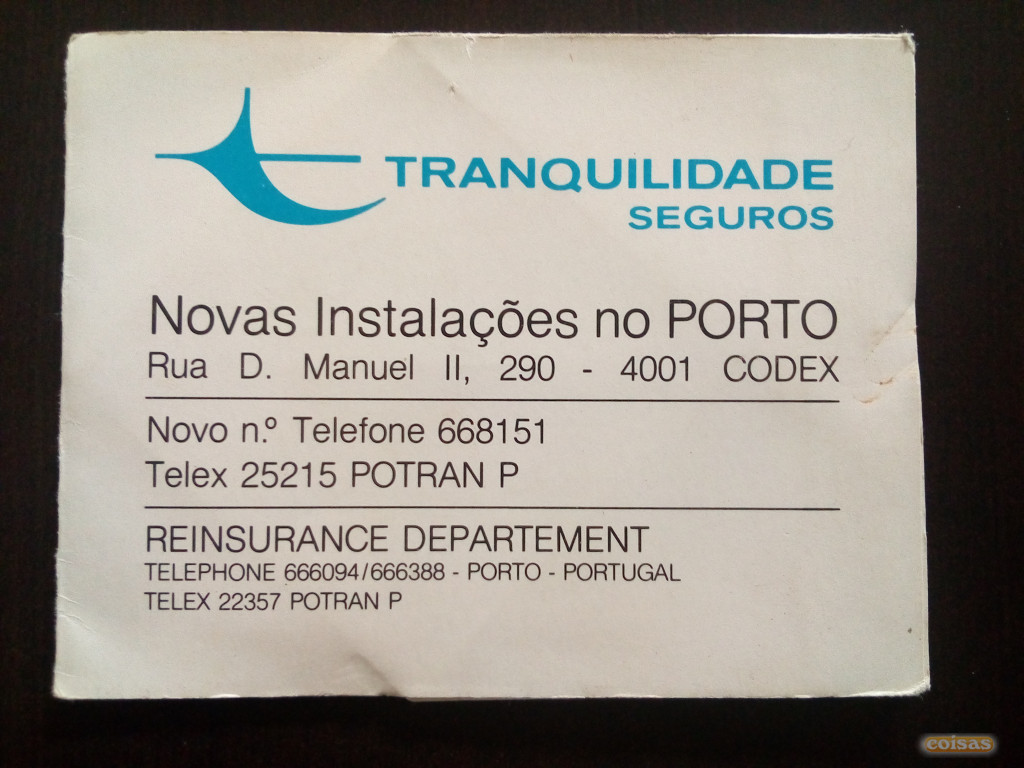 TRANQUILIDADE
SEGUROS
Novas Instalações no PORTO
Rua D. Manuel II, 290 - 4001 CODEX
Novo n.º Telefone 668151
Telex 25215 POTRAN P
REINSURANCE DEPARTEMENT
TELEPHONE 666094/666388 - PORTO - PORTUGAL
TELEX 22357 POTRAN P
coisas